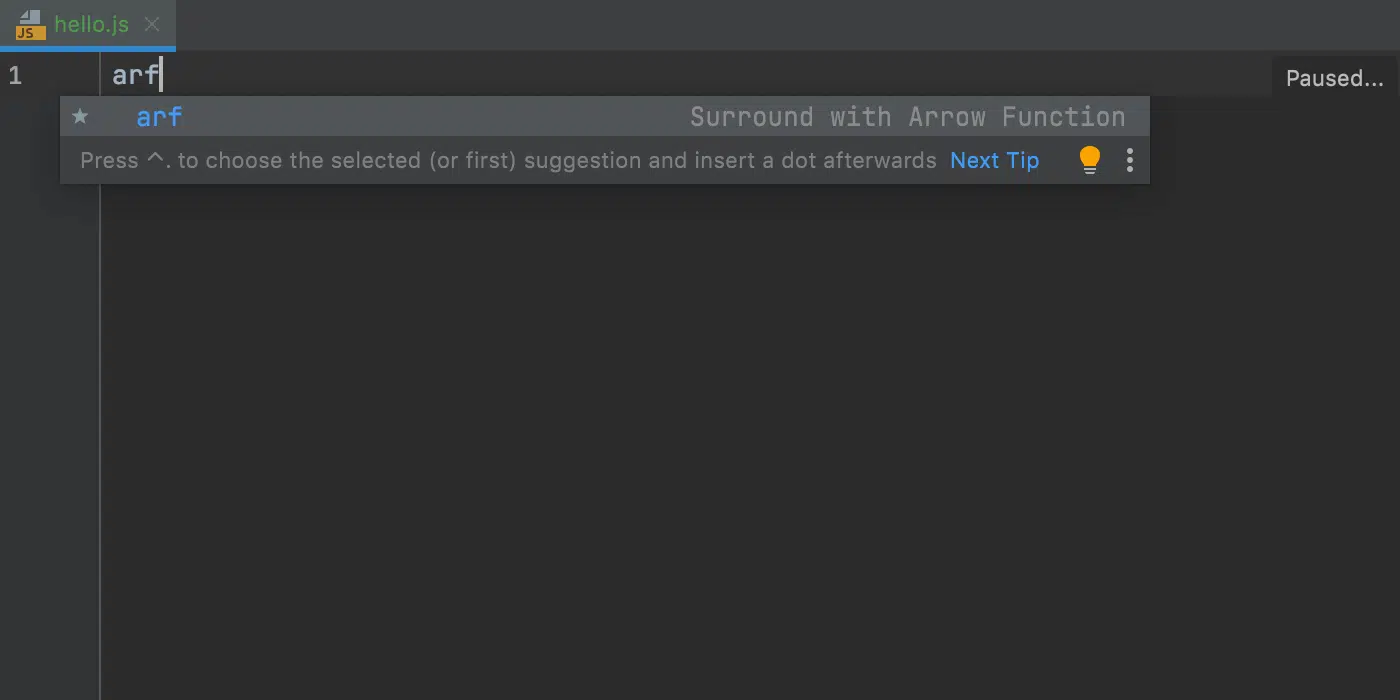 JS hello.js
1 arf Paused...
arf Surround with Arrow Function
Press ^. to choose the selected (or first) suggestion and insert a dot afterwards Next Tip